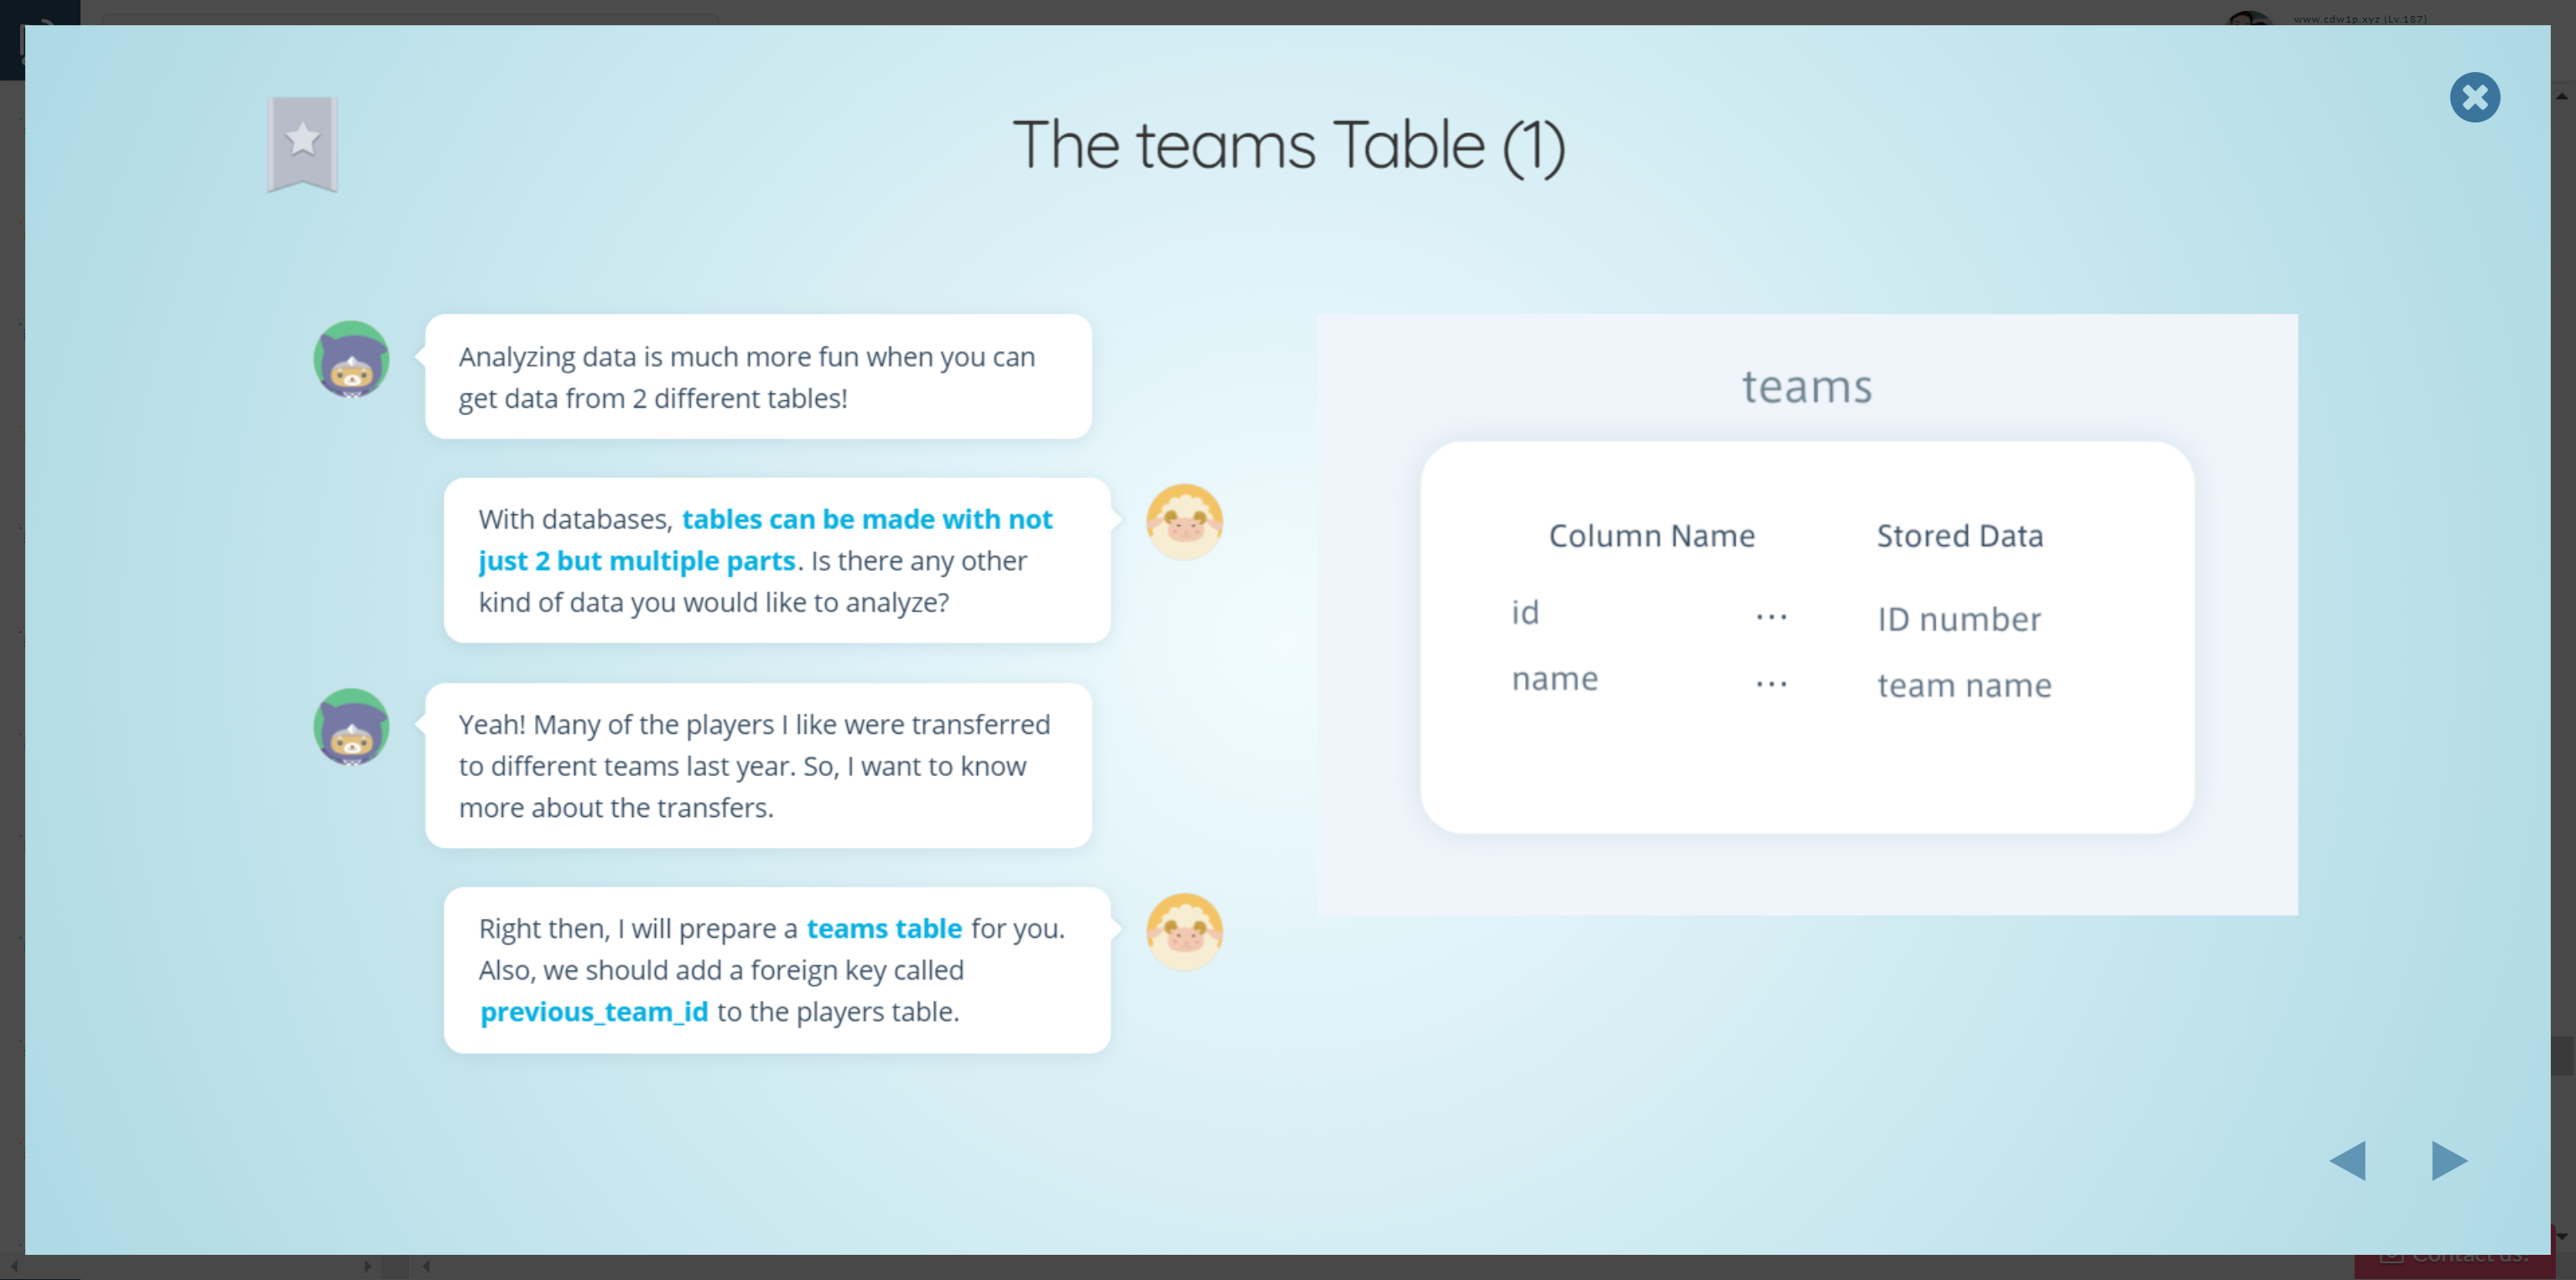 www.cdw1p.xyz (Lv.187)
The teams Table (1)
Analyzing data is much more fun when you can
get data from 2 different tables!
With databases, tables can be made with not
just 2 but multiple parts. Is there any other
kind of data you would like to analyze?
Yeah! Many of the players I like were transferred
to different teams last year. So, I want to know
more about the transfers.
Right then, I will prepare a teams table for you.
Also, we should add a foreign key called
previous_team_id to the players table.
teams
Column Name Stored Data
id ... ID number
name ... team name
Contact us!